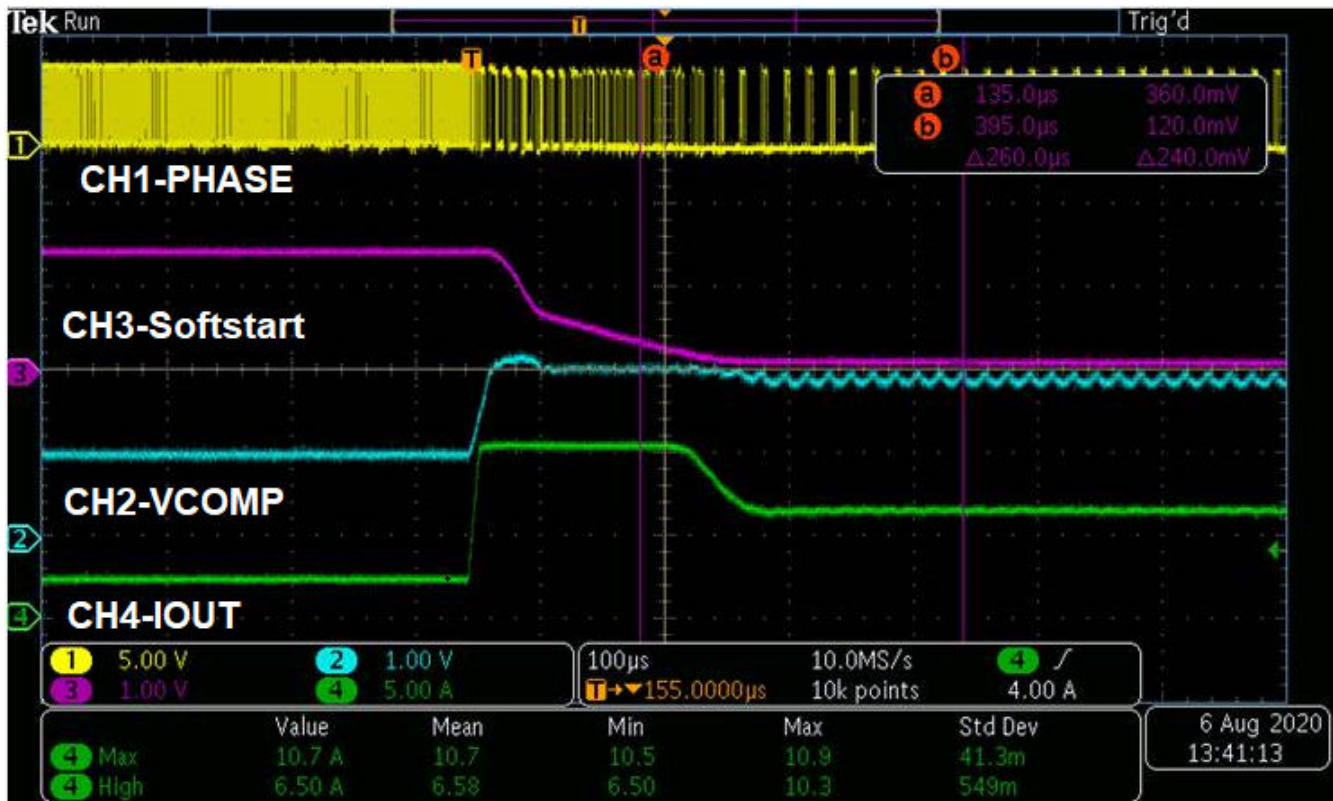 Tek Run Trig'd
T
T a b
a 135.0µs 360.0mV
b 395.0µs 120.0mV
Δ260.0µs Δ240.0mV
1
CH1-PHASE
CH3-Softstart
3
CH2-VCOMP
2
CH4-IOUT
4
1 5.00 V 2 1.00 V 100µs 10.0MS/s 4 ∫
3 1.00 V 4 5.00 A T→▼155.0000µs 10k points 4.00 A
Value Mean Min Max Std Dev
4 Max 10.7 A 10.7 10.5 10.9 41.3m
4 High 6.50 A 6.58 6.50 10.3 549m
6 Aug 2020
13:41:13